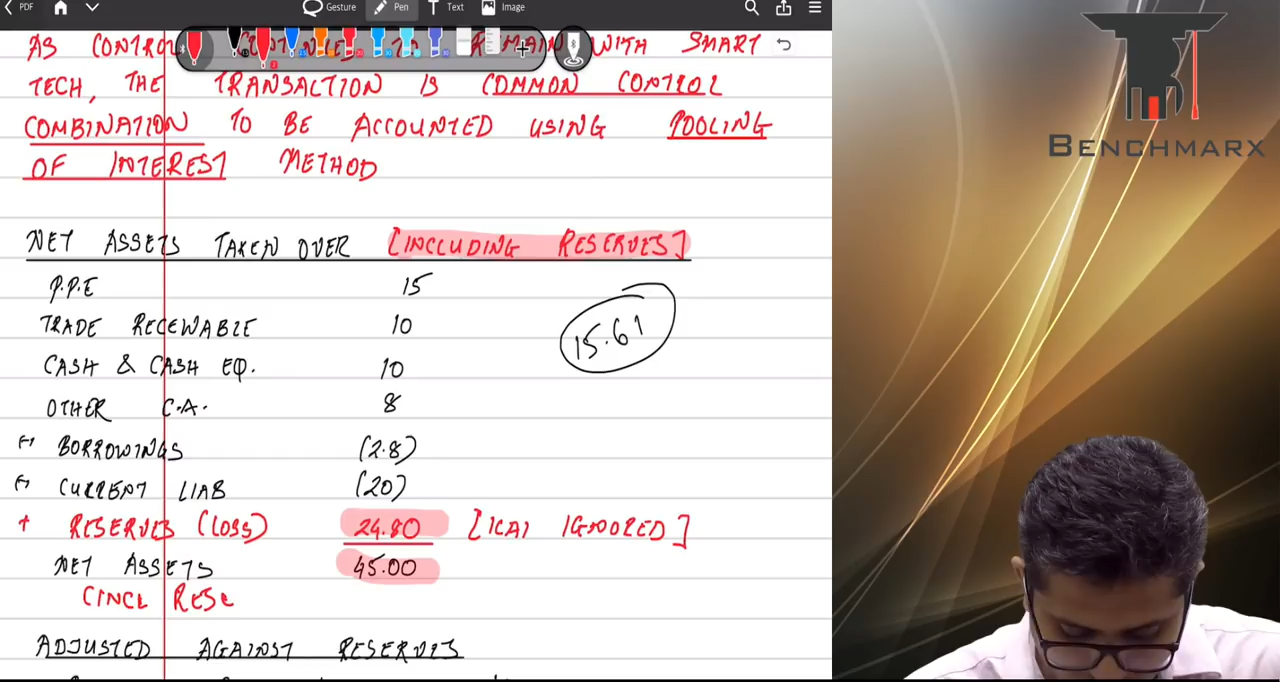 PDF
Gesture
Pen
Text
Image
AS CONTROL WITH SMART
TECH, THE TRANSACTION IS COMMON CONTROL
COMBINATION TO BE ACCOUNTED USING POOLING
OF INTEREST METHOD
NET ASSETS TAKEN OVER [INCLUDING RESERVES]
P.P.E 15
TRADE RECEIVABLE 10
CASH & CASH EQ. 10
OTHER C.A. 8
(-) BORROWINGS (2.8)
(-) CURRENT LIAB (20)
+ RESERVES (LOSS) 24.80 [ICAI IGNORED]
NET ASSETS 45.00
(INCL RESE
15.61
ADJUSTED AGAINST RESERVES
BENCHMARX